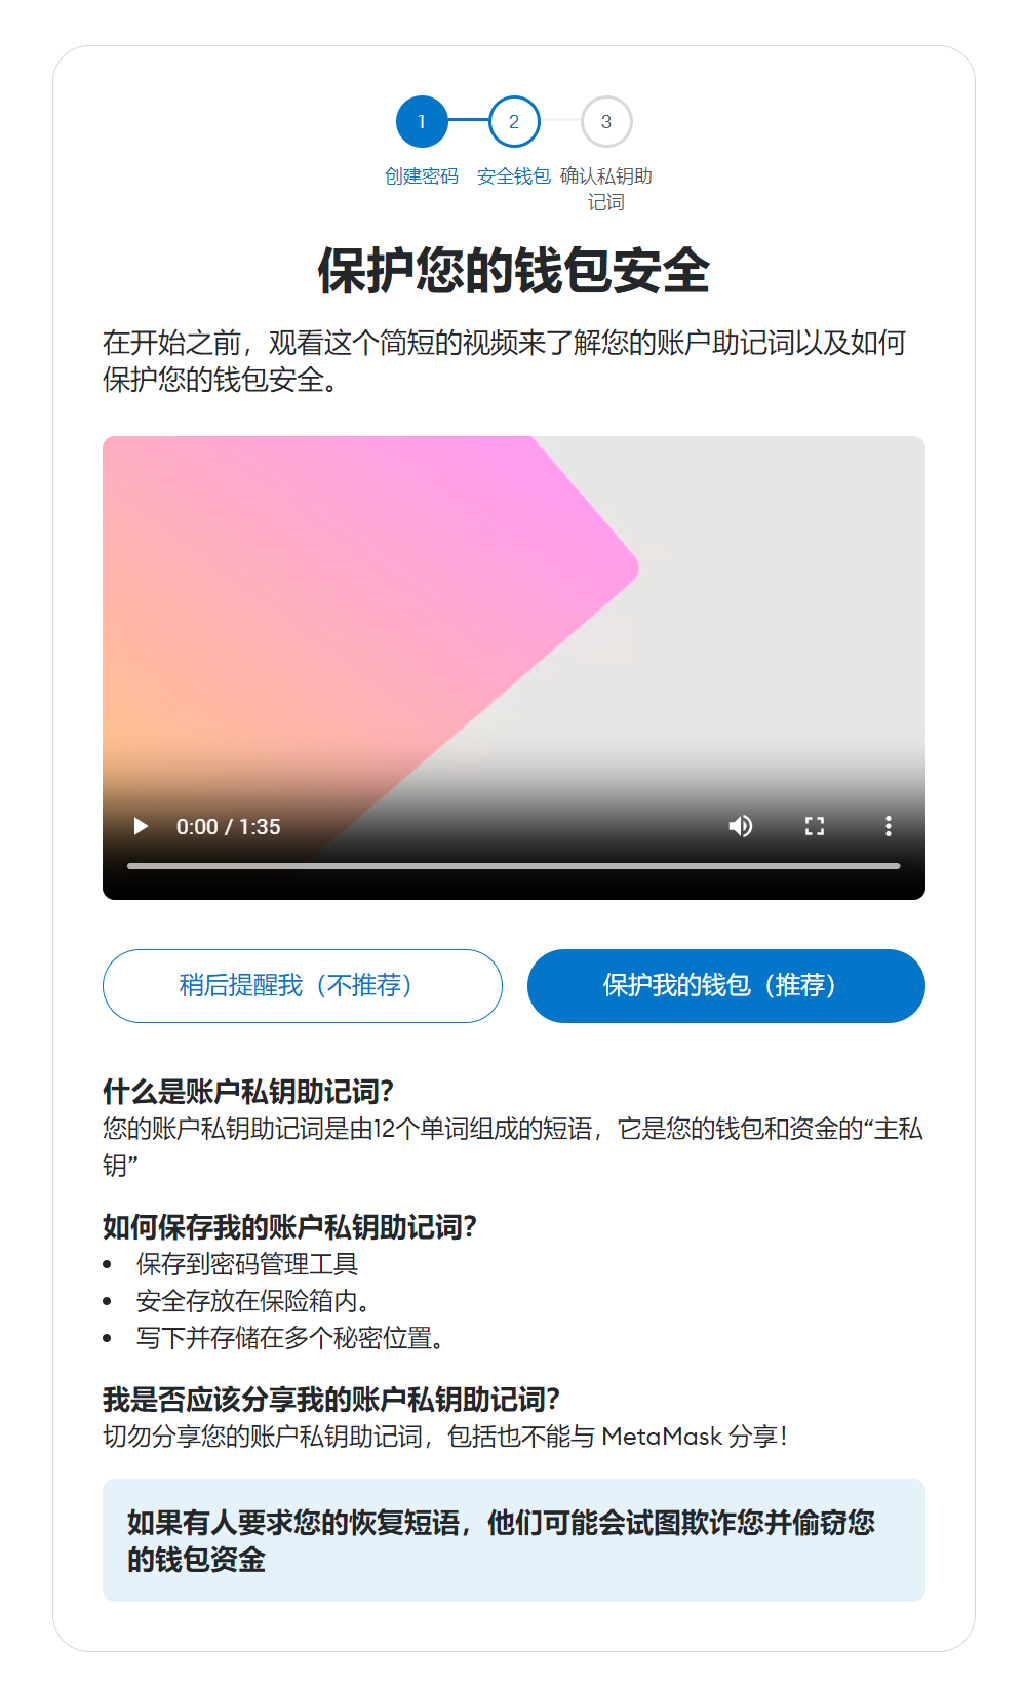 1
2
3
创建密码
安全钱包
确认私钥助
记词
保护您的钱包安全
在开始之前，观看这个简短的视频来了解您的账户助记词以及如何
保护您的钱包安全。
0:00 / 1:35
稍后提醒我（不推荐）
保护我的钱包（推荐）
什么是账户私钥助记词？
您的账户私钥助记词是由12个单词组成的短语，它是您的钱包和资金的“主私
钥”
如何保存我的账户私钥助记词？
• 保存到密码管理工具
• 安全存放在保险箱内。
• 写下并存储在多个秘密位置。
我是否应该分享我的账户私钥助记词？
切勿分享您的账户私钥助记词，包括也不能与 MetaMask 分享！
如果有人要求您的恢复短语，他们可能会试图欺诈您并偷窃您
的钱包资金